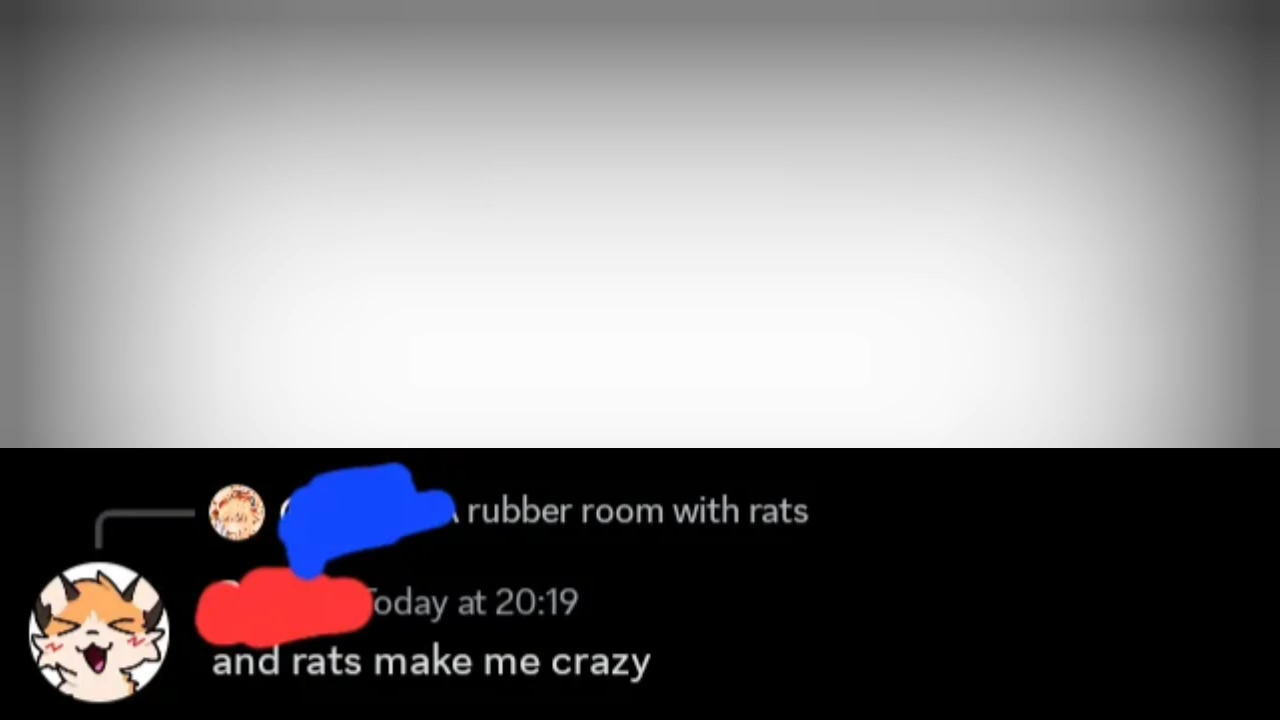 rubber room with rats
Today at 20:19
and rats make me crazy